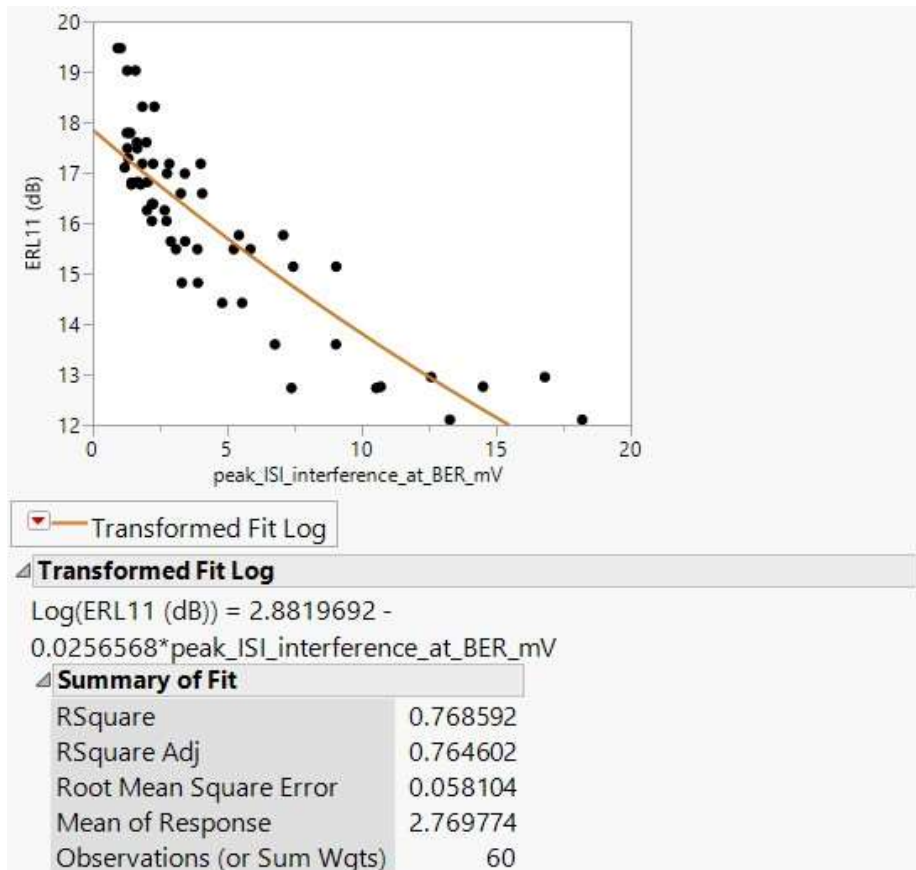 20
19
18
17
16
15
14
13
12
ERL11 (dB)
0 5 10 15 20
peak_ISI_interference_at_BER_mV
Transformed Fit Log
Transformed Fit Log
Log(ERL11 (dB)) = 2.8819692 -
0.0256568*peak_ISI_interference_at_BER_mV
Summary of Fit
RSquare 0.768592
RSquare Adj 0.764602
Root Mean Square Error 0.058104
Mean of Response 2.769774
Observations (or Sum Wgts) 60